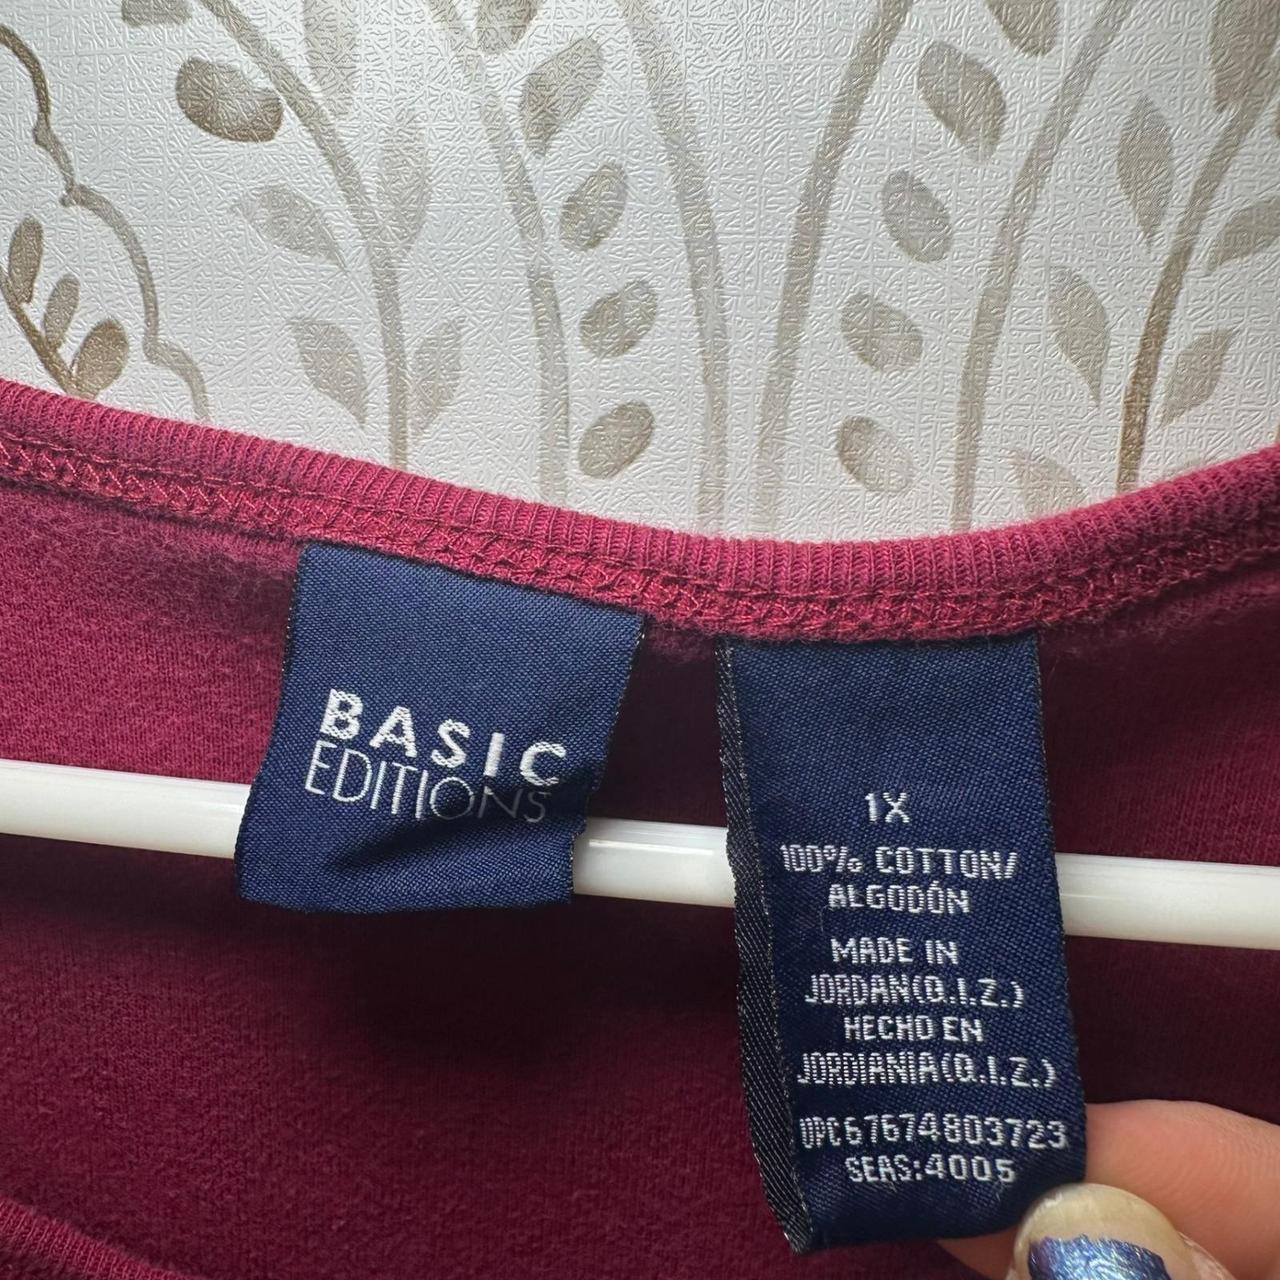 BASIC
EDITIONS
1X
100% COTTON/
ALGODÓN
MADE IN
JORDAN(Q.I.Z.)
HECHO EN
JORDIANIA(Q.I.Z.)
UPC67674803723
SEAS:4005